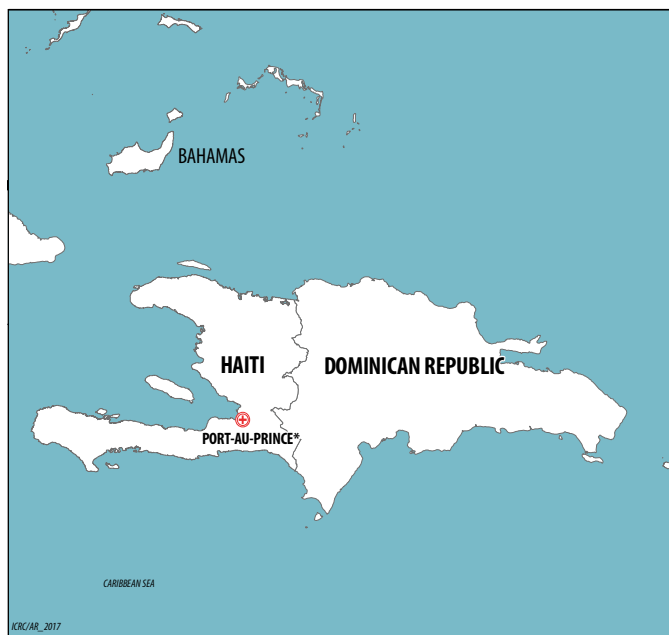 BAHAMAS
HAITI
DOMINICAN REPUBLIC
PORT-AU-PRINCE*
CARIBBEAN SEA
ICRC/AR_2017